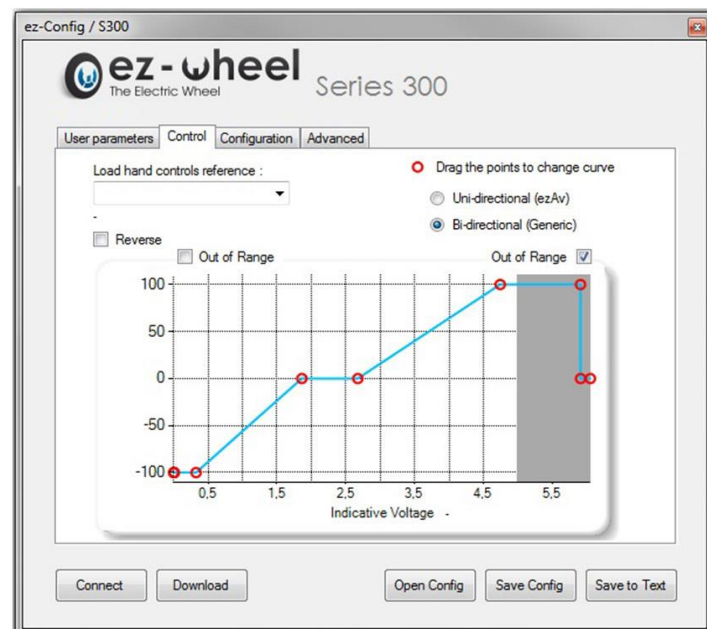 ez-Config / S300
ez-wheel
The Electric Wheel
Series 300
User parameters Control Configuration Advanced
Load hand controls reference :
-
Drag the points to change curve
Uni-directional (ezAv)
Bi-directional (Generic)
Reverse
Out of Range
Out of Range
100
50
0
-50
-100
0,5 1,5 2,5 3,5 4,5 5,5
Indicative Voltage -
Connect Download Open Config Save Config Save to Text